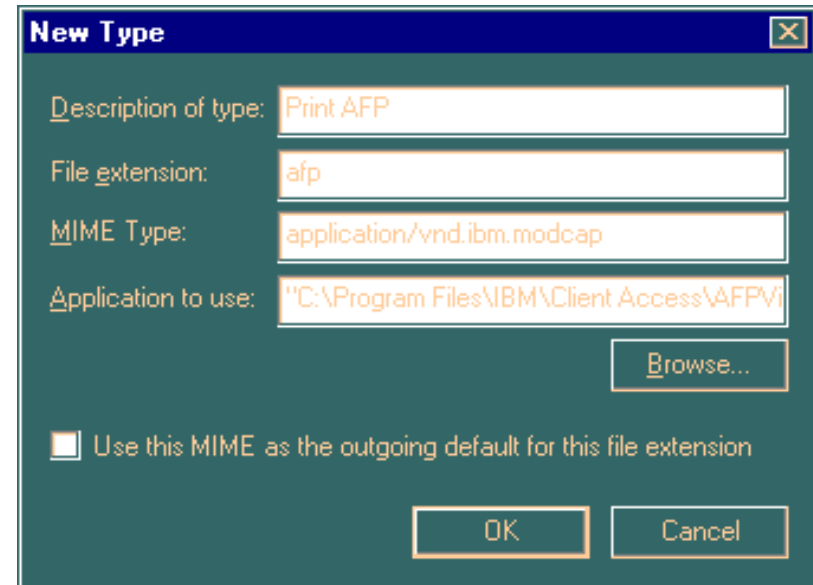 New Type
Description of type: Print AFP
File extension: afp
MIME Type: application/vnd.ibm.modcap
Application to use: "C:\Program Files\IBM\Client Access\AFPVi
Browse...
Use this MIME as the outgoing default for this file extension
OK Cancel